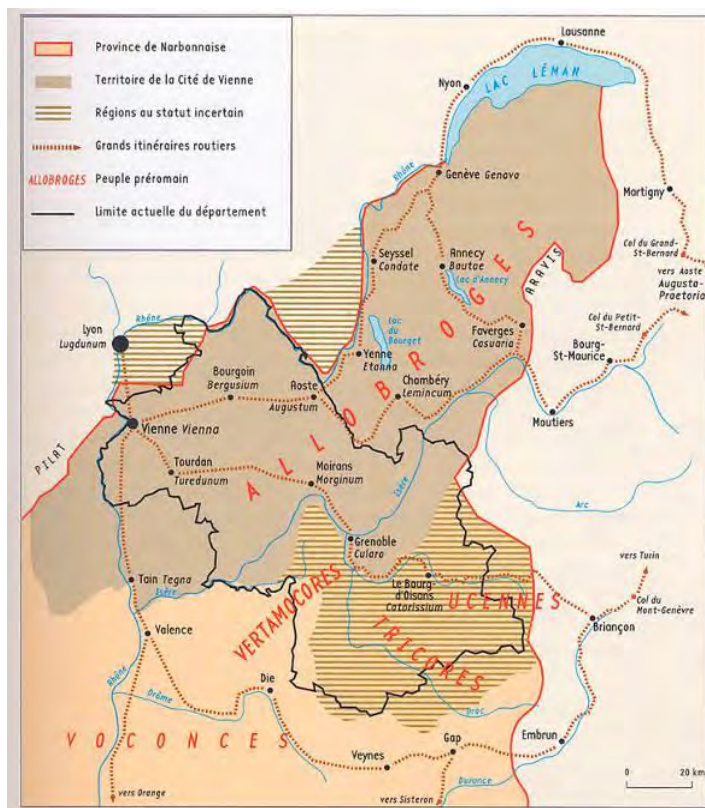 Province de Narbonnaise
Territoire de la Cité de Vienne
Régions au statut incertain
Grands itinéraires routiers
ALLOBROGES Peuple préromain
Limite actuelle du département
Lausanne
LAC LÉMAN
Nyon
Rhône
Genève Genava
Martigny
Col du Grand-
St-Bernard
vers Aoste
Augusta-
Praetoria
Col du Petit-
St-Bernard
Seyssel
Condate
Annecy
Bautae
Lac d'Annecy
ARAVIS
Lyon
Lugdunum
Rhône
Lac
du
Bourget
Faverges
Casuaria
Bourg-
St-Maurice
Yenne
Etanna
Bourgoin
Bergusium
Aoste
Augustum
Chambéry
Lemincum
Moutiers
ALLOBROGES
PILAT
Vienne Vienna
Tourdan
Turedunum
Moirans
Morginum
Isère
Arc
Grenoble
Cularo
vers Turin
Tain Tegna
Isère
Le Bourg-
d'Oisans
Catorissium
UCENNES
Col du
Mont-Genèvre
Briançon
VERTAMOCORES
TRICORES
Valence
Rhône
Drôme
Die
Drac
VOCONCES
Veynes
Gap
Embrun
Durance
vers Orange
vers Sisteron
0 20 km